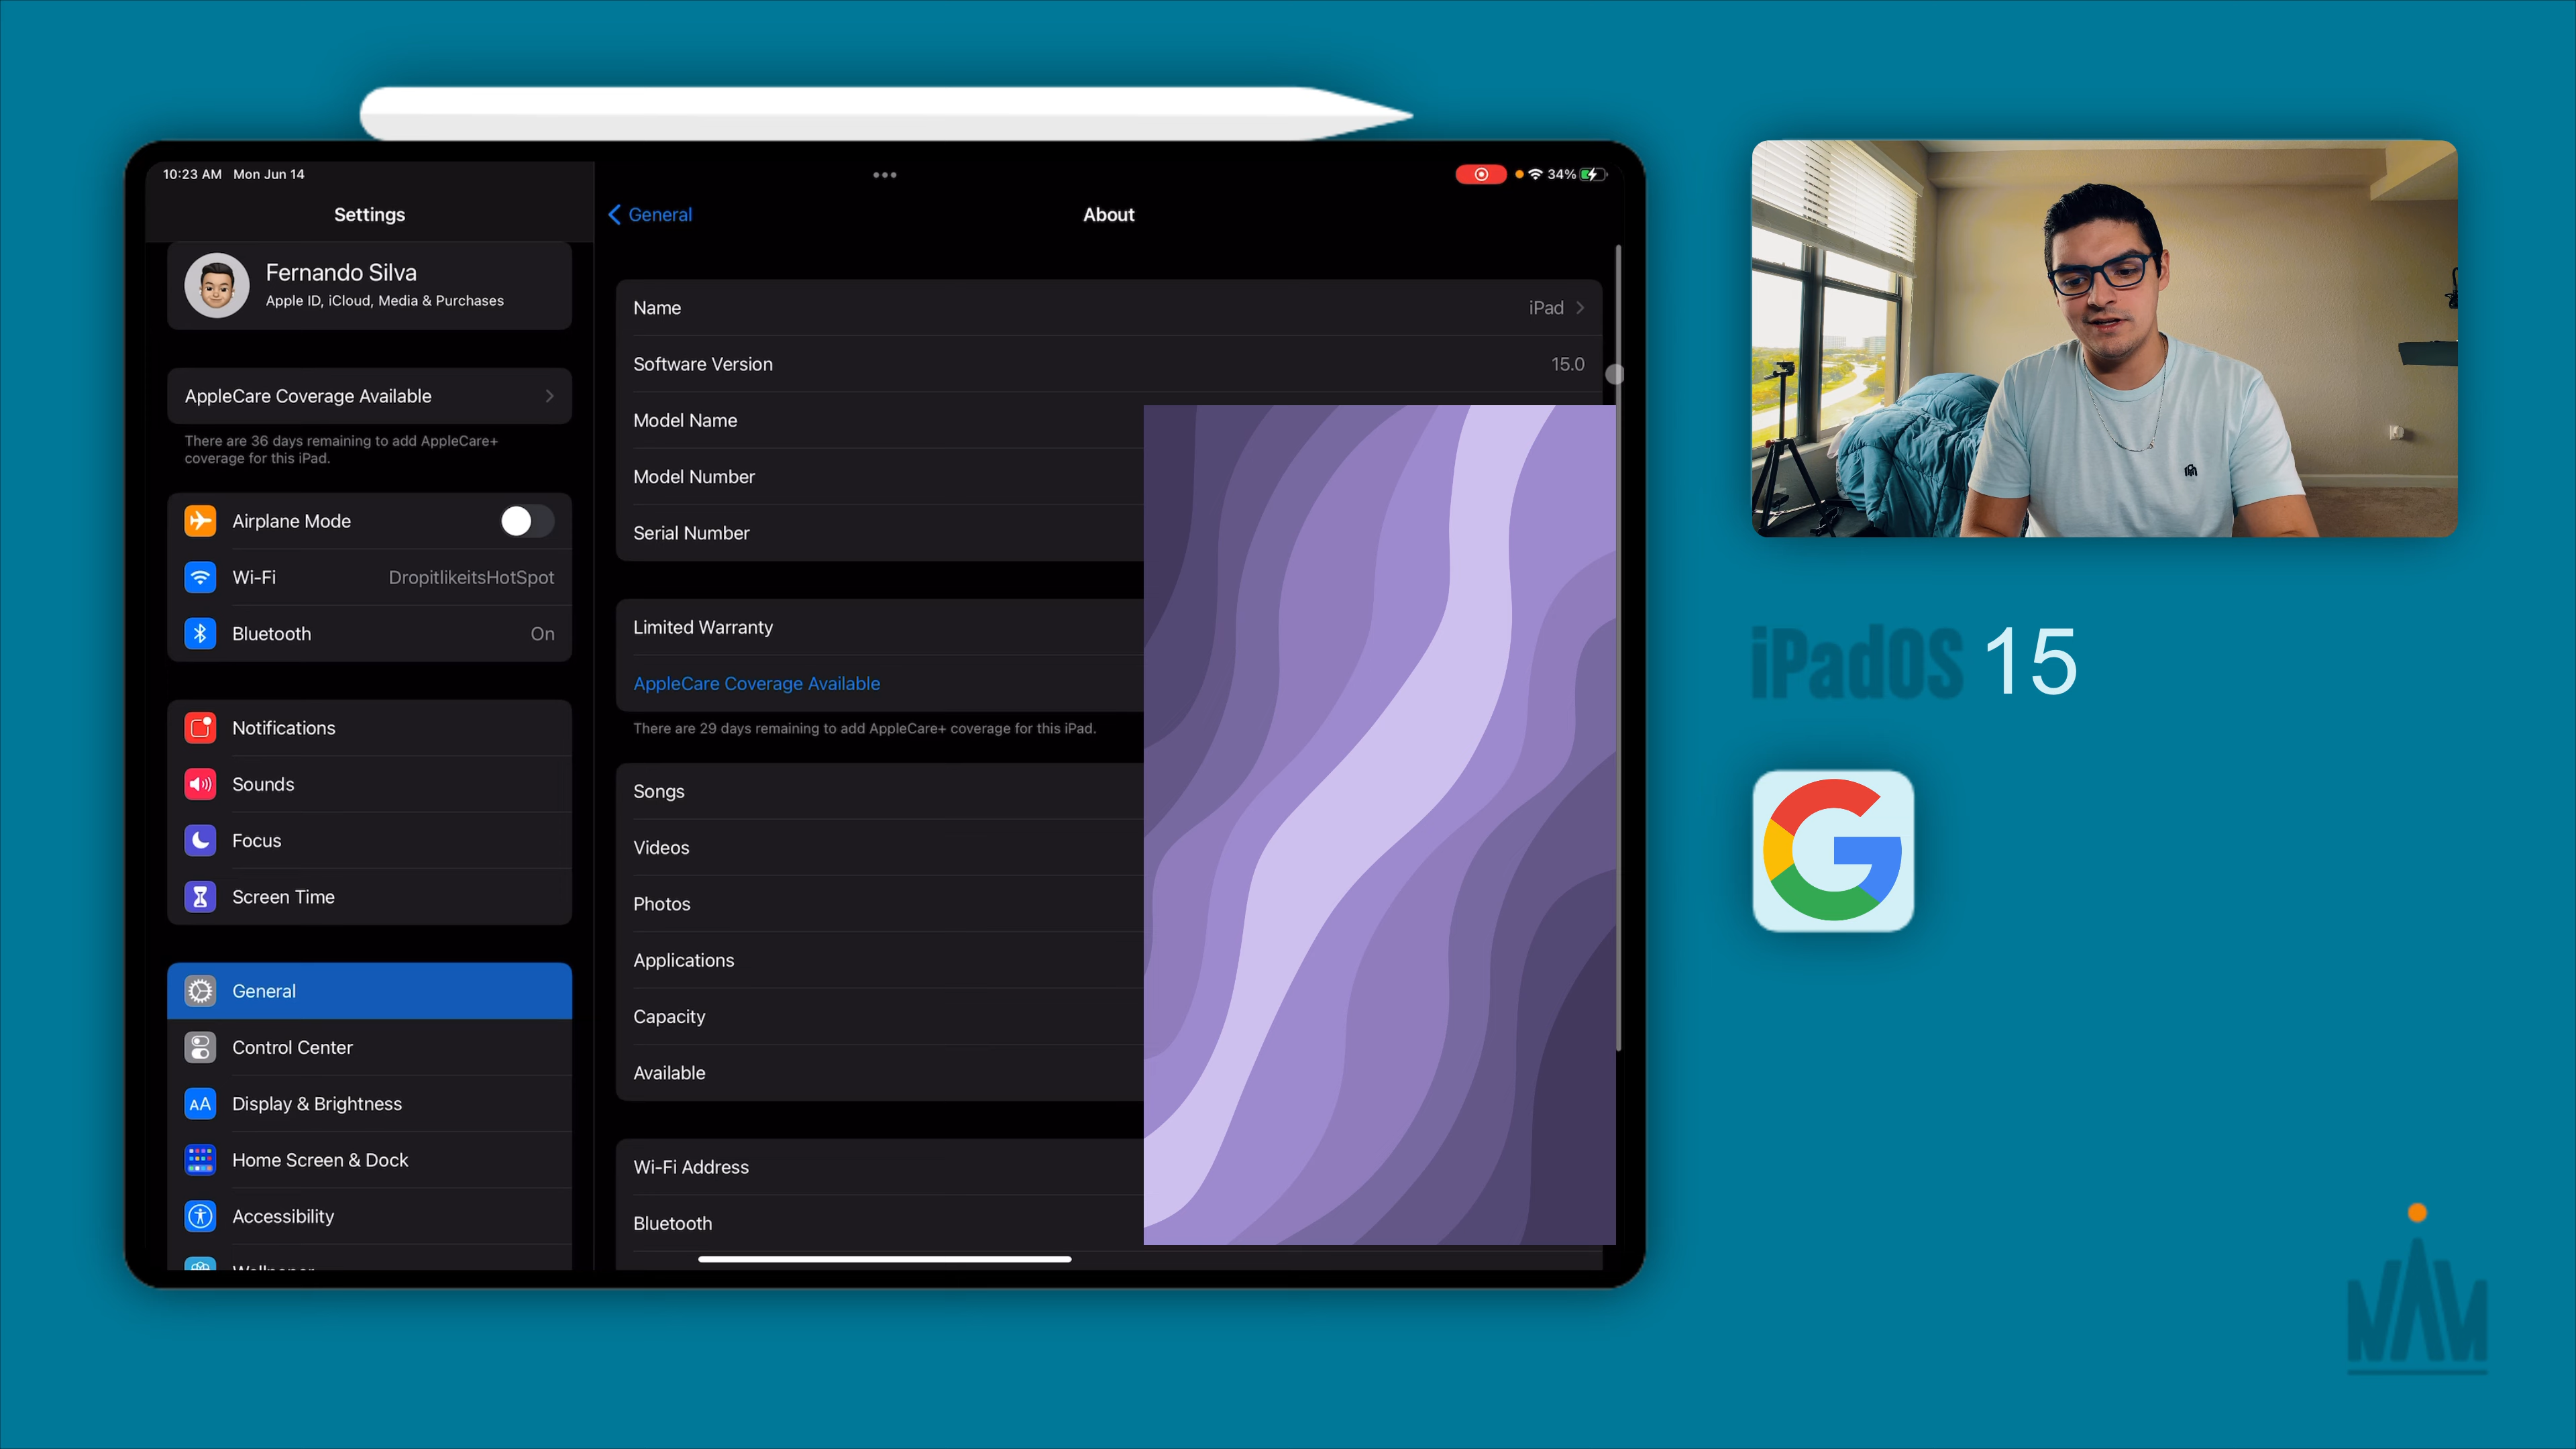 10:23 AM Mon Jun 14
34%
Settings
Fernando Silva
Apple ID, iCloud, Media & Purchases
AppleCare Coverage Available
There are 36 days remaining to add AppleCare+
coverage for this iPad.
Airplane Mode
Wi-Fi DropitlikeitsHotSpot
Bluetooth On
Notifications
Sounds
Focus
Screen Time
General
Control Center
AA Display & Brightness
Home Screen & Dock
Accessibility
Wallpaper
General
About
Name iPad
Software Version 15.0
Model Name
Model Number
Serial Number
Limited Warranty
AppleCare Coverage Available
There are 29 days remaining to add AppleCare+ coverage for this iPad.
Songs
Videos
Photos
Applications
Capacity
Available
Wi-Fi Address
Bluetooth
iPadOS 15
G